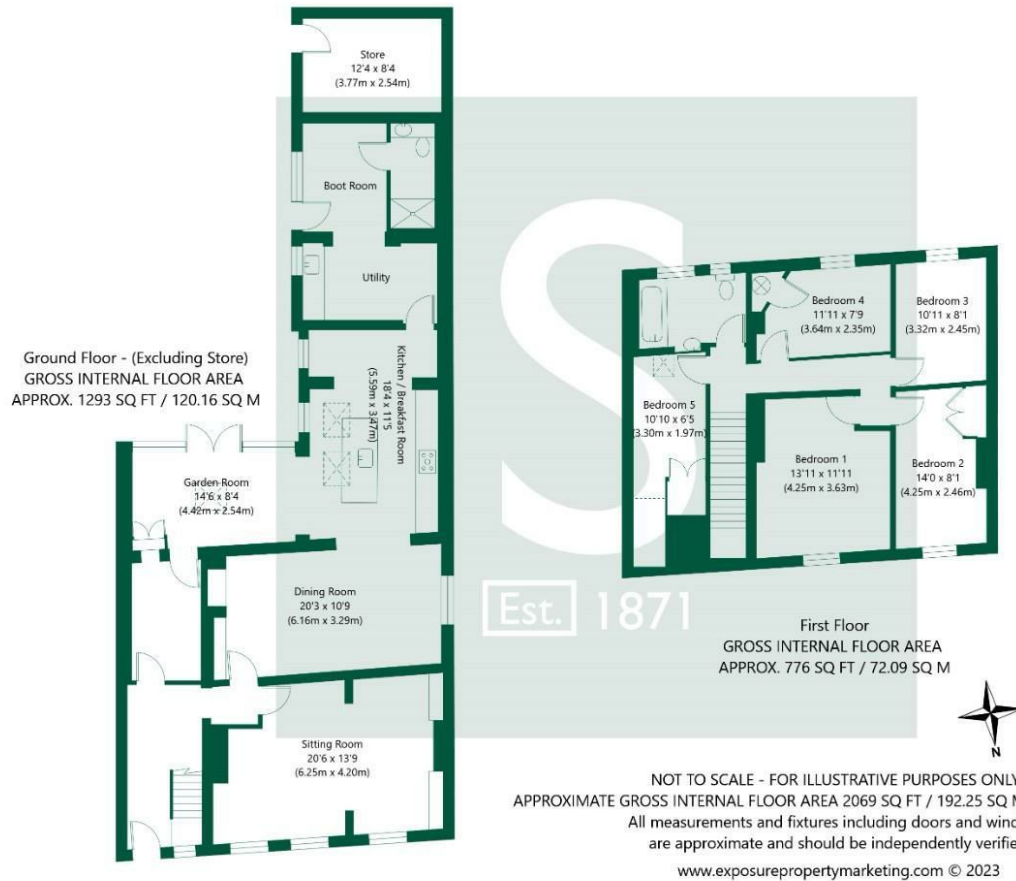 Store
12'4 x 8'4
(3.77m x 2.54m)
Boot Room
Utility
Kitchen / Breakfast Room
18'4 x 11'5
(5.59m x 3.47m)
Ground Floor - (Excluding Store)
GROSS INTERNAL FLOOR AREA
APPROX. 1293 SQ FT / 120.16 SQ M
Garden Room
14'6 x 8'4
(4.42m x 2.54m)
Dining Room
20'3 x 10'9
(6.16m x 3.29m)
Sitting Room
20'6 x 13'9
(6.25m x 4.20m)
Bedroom 4
11'11 x 7'9
(3.64m x 2.35m)
Bedroom 3
10'11 x 8'1
(3.32m x 2.45m)
Bedroom 5
10'10 x 6'5
(3.30m x 1.97m)
Bedroom 1
13'11 x 11'11
(4.25m x 3.63m)
Bedroom 2
14'0 x 8'1
(4.25m x 2.46m)
S
Est. 1871
First Floor
GROSS INTERNAL FLOOR AREA
APPROX. 776 SQ FT / 72.09 SQ M
N
NOT TO SCALE - FOR ILLUSTRATIVE PURPOSES ONLY
APPROXIMATE GROSS INTERNAL FLOOR AREA 2069 SQ FT / 192.25 SQ M
All measurements and fixtures including doors and wind
are approximate and should be independently verifie
www.exposurepropertymarketing.com © 2023